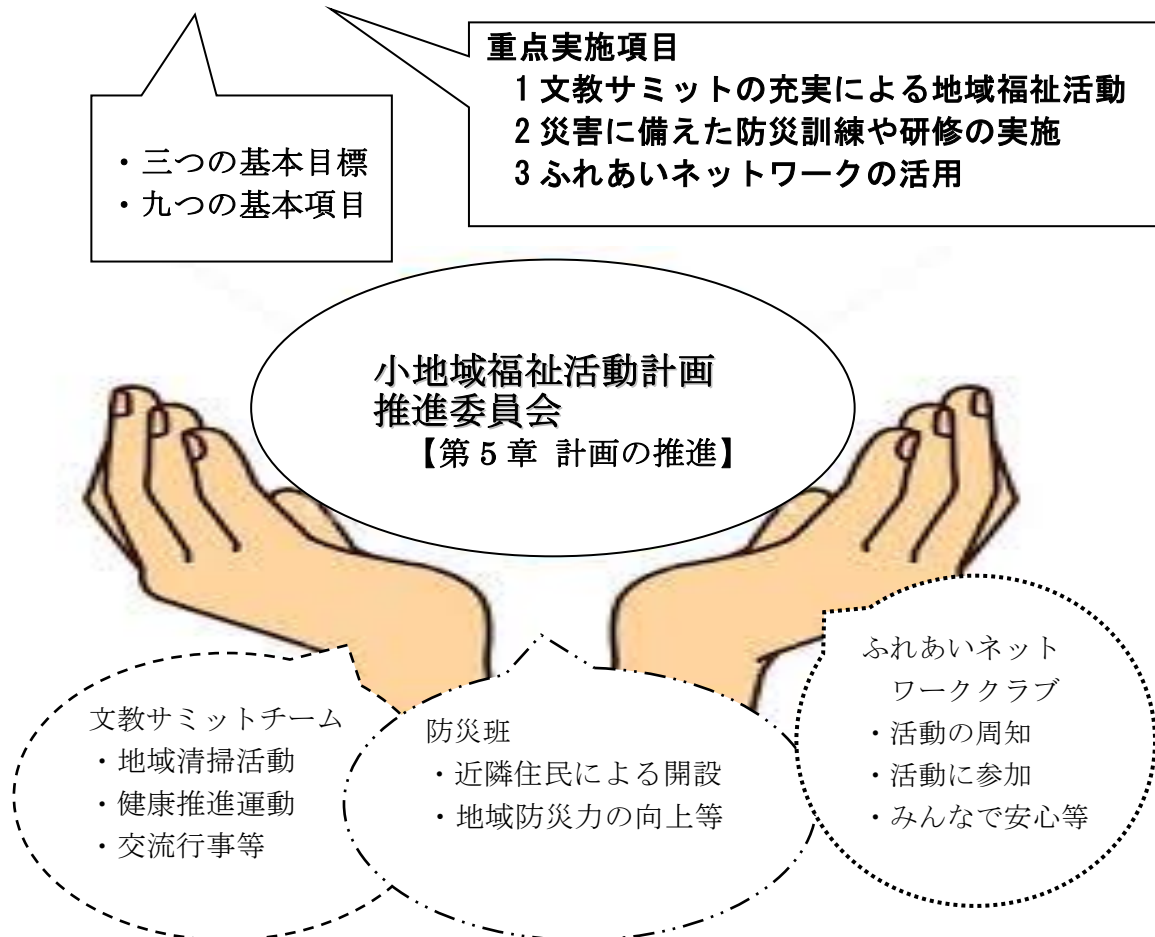 重点実施項目
1 文教サミットの充実による地域福祉活動
2 災害に備えた防災訓練や研修の実施
3 ふれあいネットワークの活用
・三つの基本目標
・九つの基本項目
小地域福祉活動計画
推進委員会
【第5章 計画の推進】
文教サミットチーム
・地域清掃活動
・健康推進運動
・交流行事等
防災班
・近隣住民による開設
・地域防災力の向上等
ふれあいネット
ワーククラブ
・活動の周知
・活動に参加
・みんなで安心等